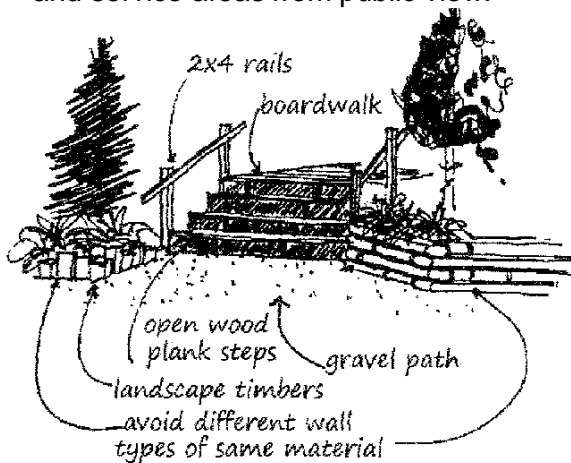 and service areas from public view.
2x4 rails
boardwalk
open wood
plank steps
gravel path
landscape timbers
avoid different wall
types of same material